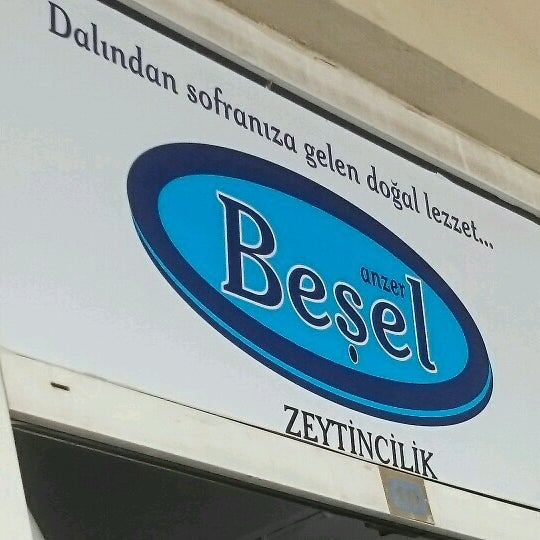 Dalından sofranıza gelen doğal lezzet...
anzer
Beşel
ZEYTİNCİLİK